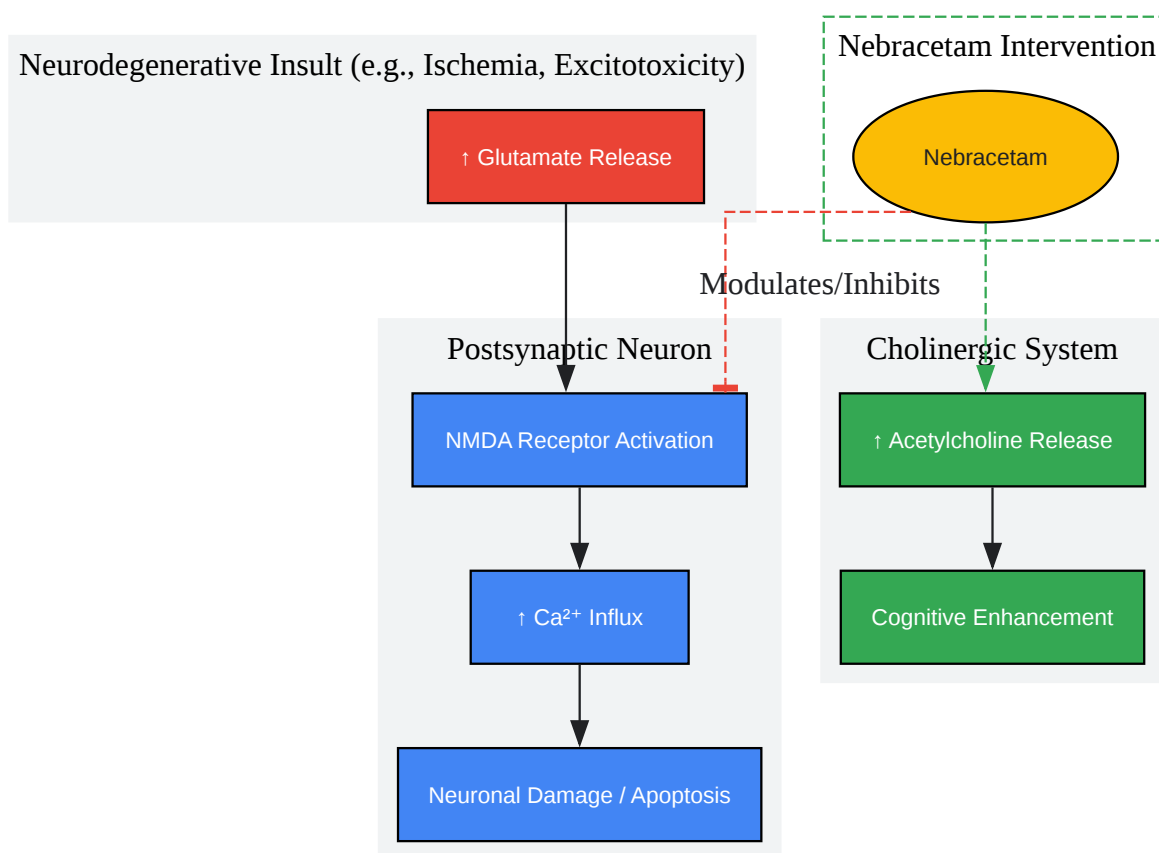 Neurodegenerative Insult (e.g., Ischemia, Excitotoxicity)
↑ Glutamate Release
Nebracetam Intervention
Nebracetam
Modulates/Inhibits
Postsynaptic Neuron
NMDA Receptor Activation
↑ Ca²⁺ Influx
Neuronal Damage / Apoptosis
Cholinergic System
↑ Acetylcholine Release
Cognitive Enhancement